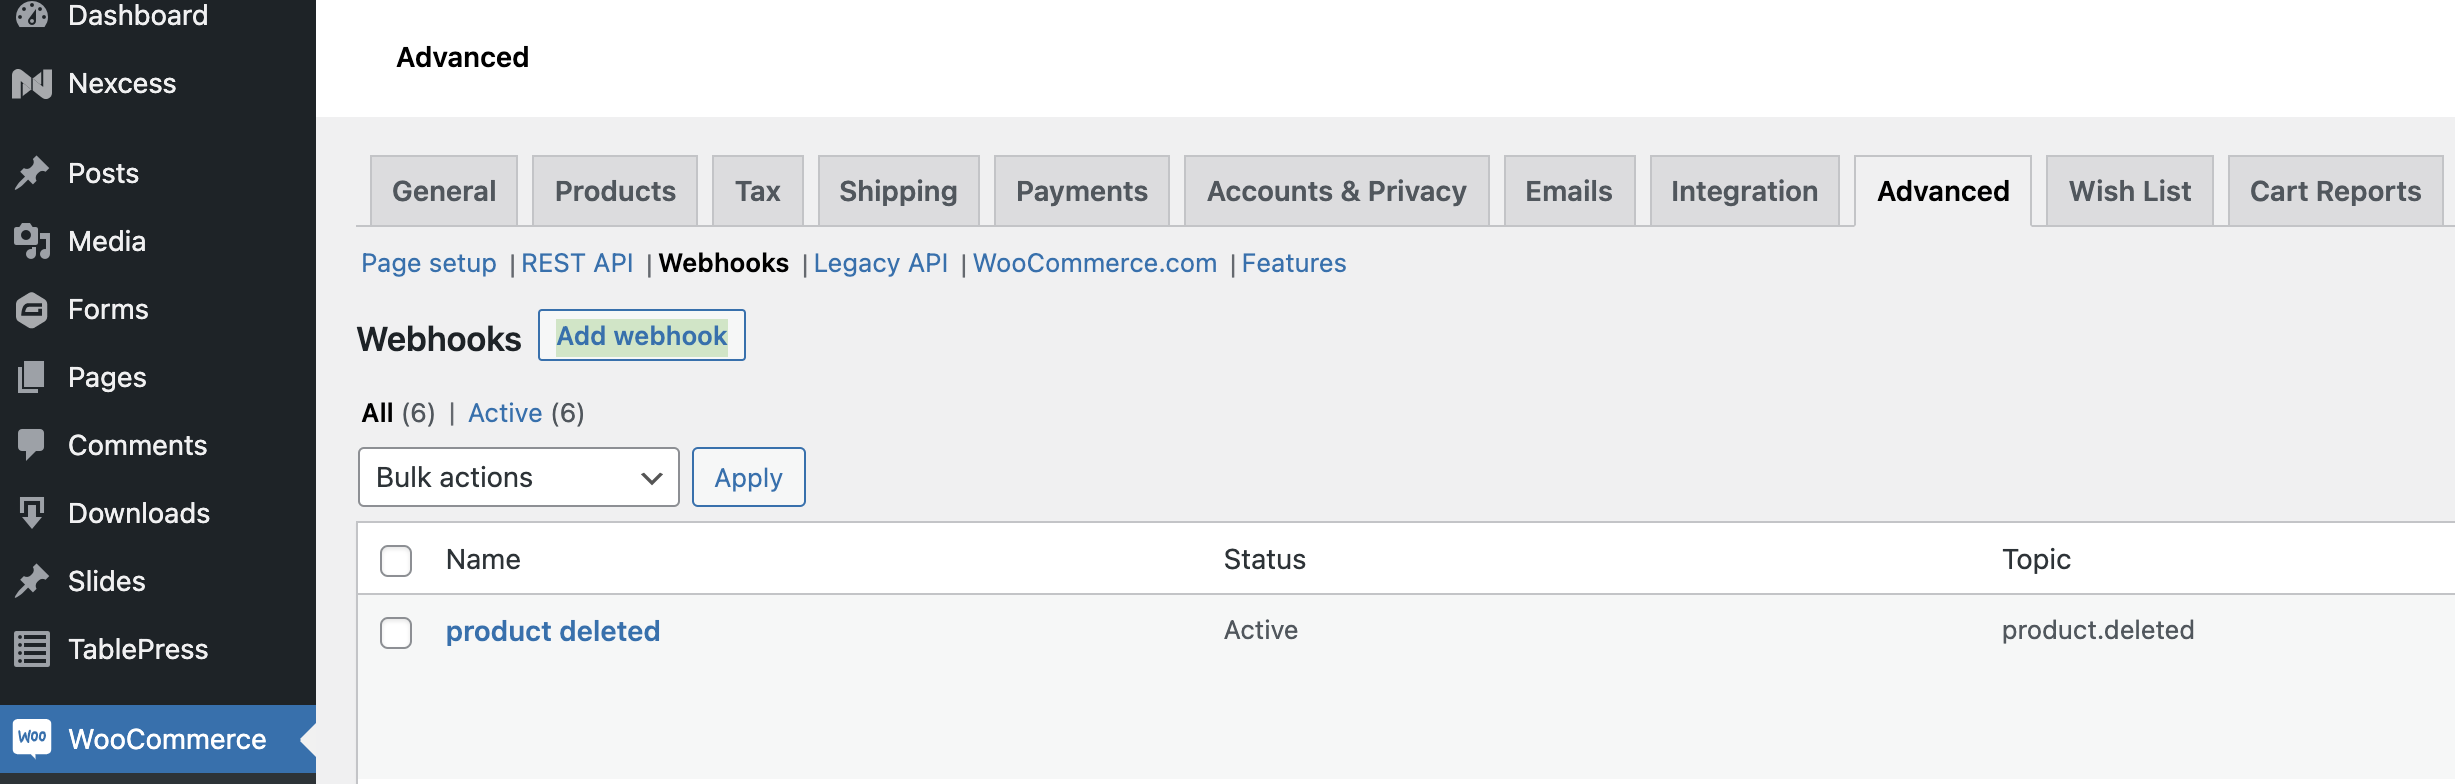 Dashboard
Nexcess
Posts
Media
Forms
Pages
Comments
Downloads
Slides
TablePress
Woo WooCommerce
Advanced
General Products Tax Shipping Payments Accounts & Privacy Emails Integration Advanced Wish List Cart Reports
Page setup | REST API | Webhooks | Legacy API | WooCommerce.com | Features
Webhooks Add webhook
All (6) | Active (6)
Bulk actions Apply
Name Status Topic
product deleted Active product.deleted